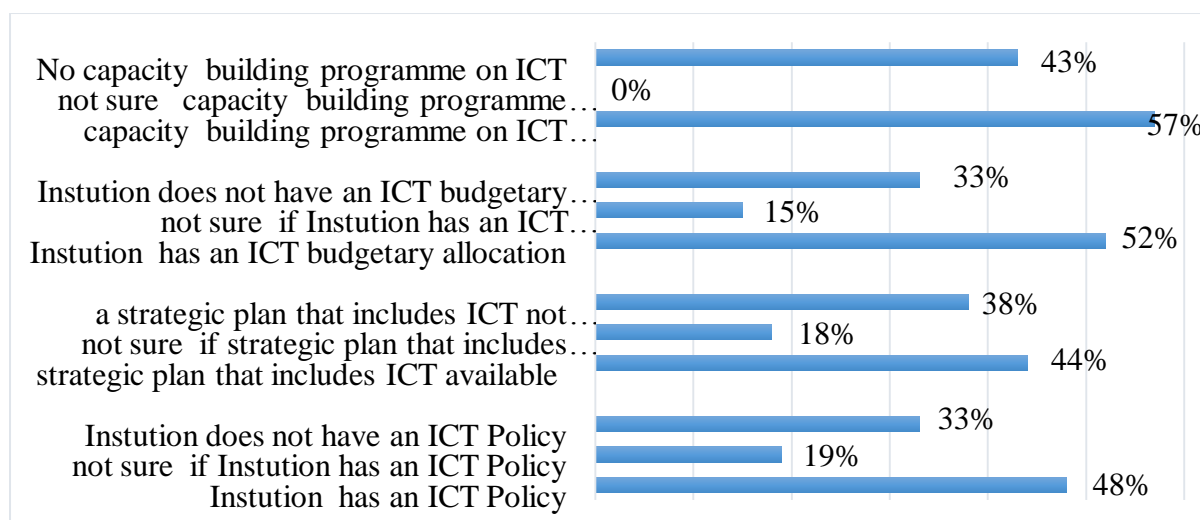 No capacity  building programme on ICT
43%
not sure  capacity  building programme…
0%
capacity  building programme on ICT…
57%
Instution does not have an ICT budgetary…
33%
not sure  if Instution has an ICT…
15%
Instution  has an ICT budgetary allocation
52%
a strategic plan that includes ICT not…
38%
not sure  if strategic plan that includes…
18%
strategic plan that includes ICT available
44%
Instution does not have an ICT Policy
33%
not sure  if Instution has an ICT Policy
19%
Instution  has an ICT Policy
48%